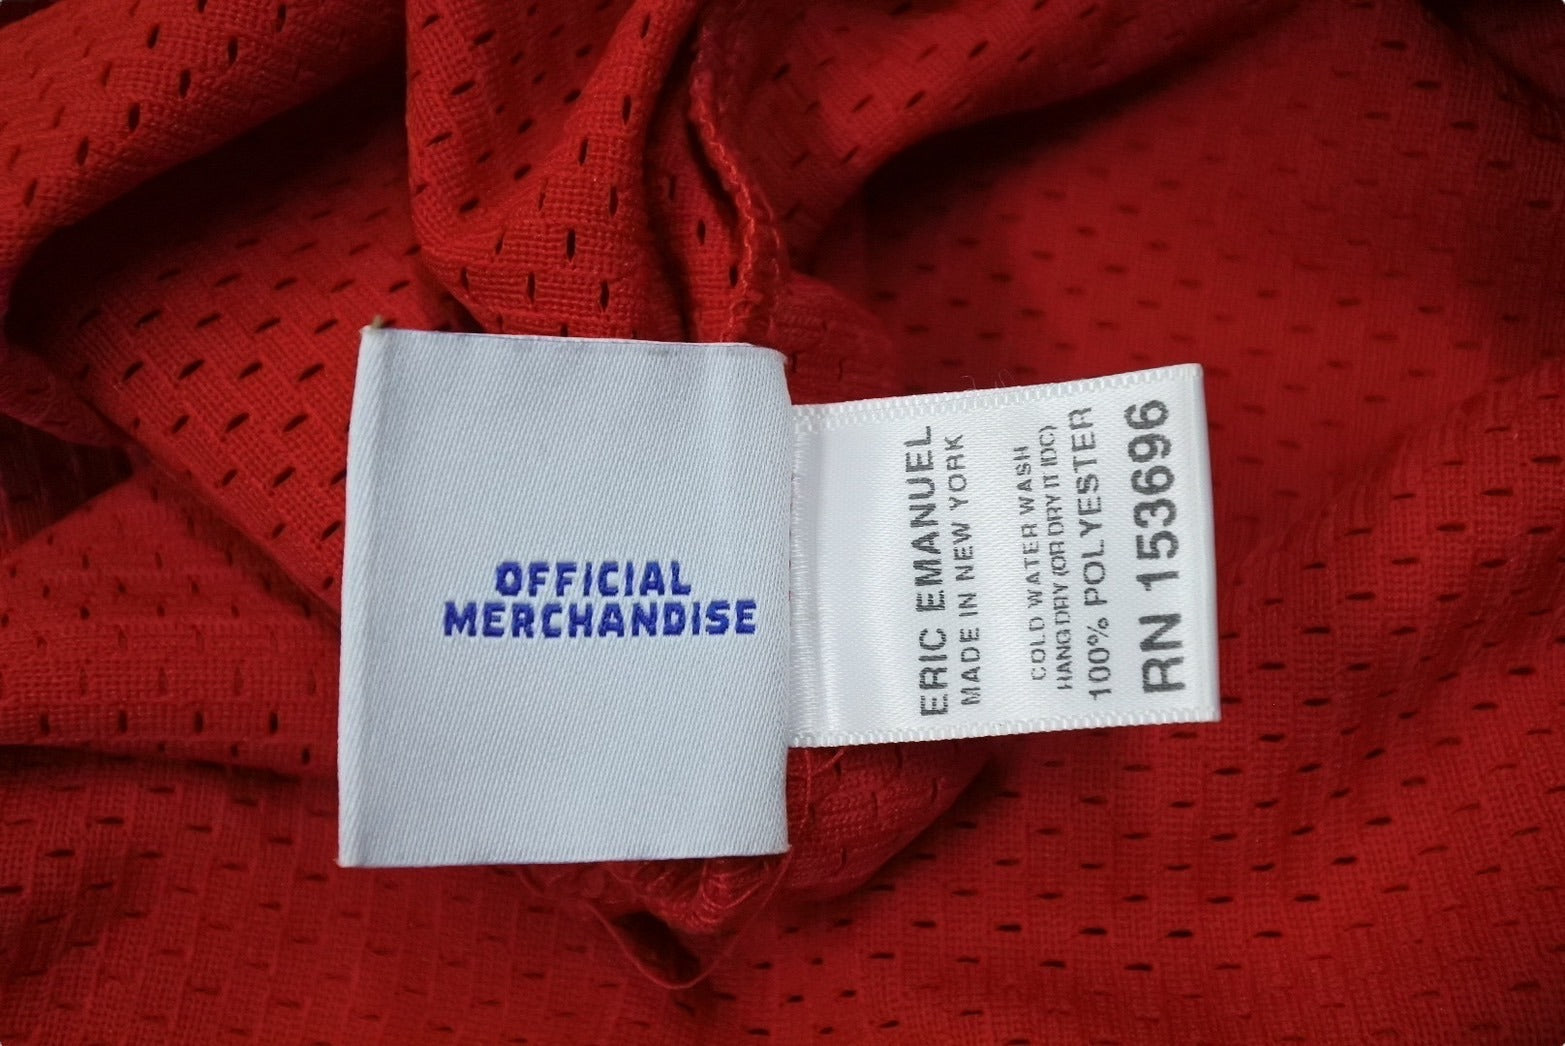 OFFICIAL
MERCHANDISE
ERIC EMANUEL
MADE IN NEW YORK
COLD WATER WASH
HANG DRY (OR DRY IT IDC)
100% POLYESTER
RN 153696